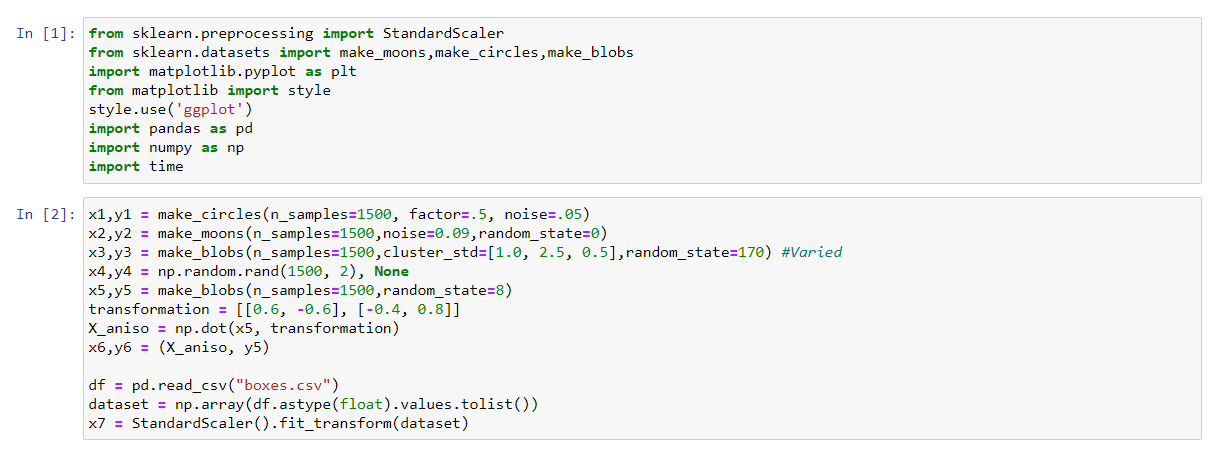 In [1]: from sklearn.preprocessing import StandardScaler
from sklearn.datasets import make_moons,make_circles,make_blobs
import matplotlib.pyplot as plt
from matplotlib import style
style.use('ggplot')
import pandas as pd
import numpy as np
import time
In [2]: x1,y1 = make_circles(n_samples=1500, factor=.5, noise=.05)
x2,y2 = make_moons(n_samples=1500,noise=0.09,random_state=0)
x3,y3 = make_blobs(n_samples=1500,cluster_std=[1.0, 2.5, 0.5],random_state=170) #Varied
x4,y4 = np.random.rand(1500, 2), None
x5,y5 = make_blobs(n_samples=1500,random_state=8)
transformation = [[0.6, -0.6], [-0.4, 0.8]]
X_aniso = np.dot(x5, transformation)
x6,y6 = (X_aniso, y5)
df = pd.read_csv("boxes.csv")
dataset = np.array(df.astype(float).values.tolist())
x7 = StandardScaler().fit_transform(dataset)